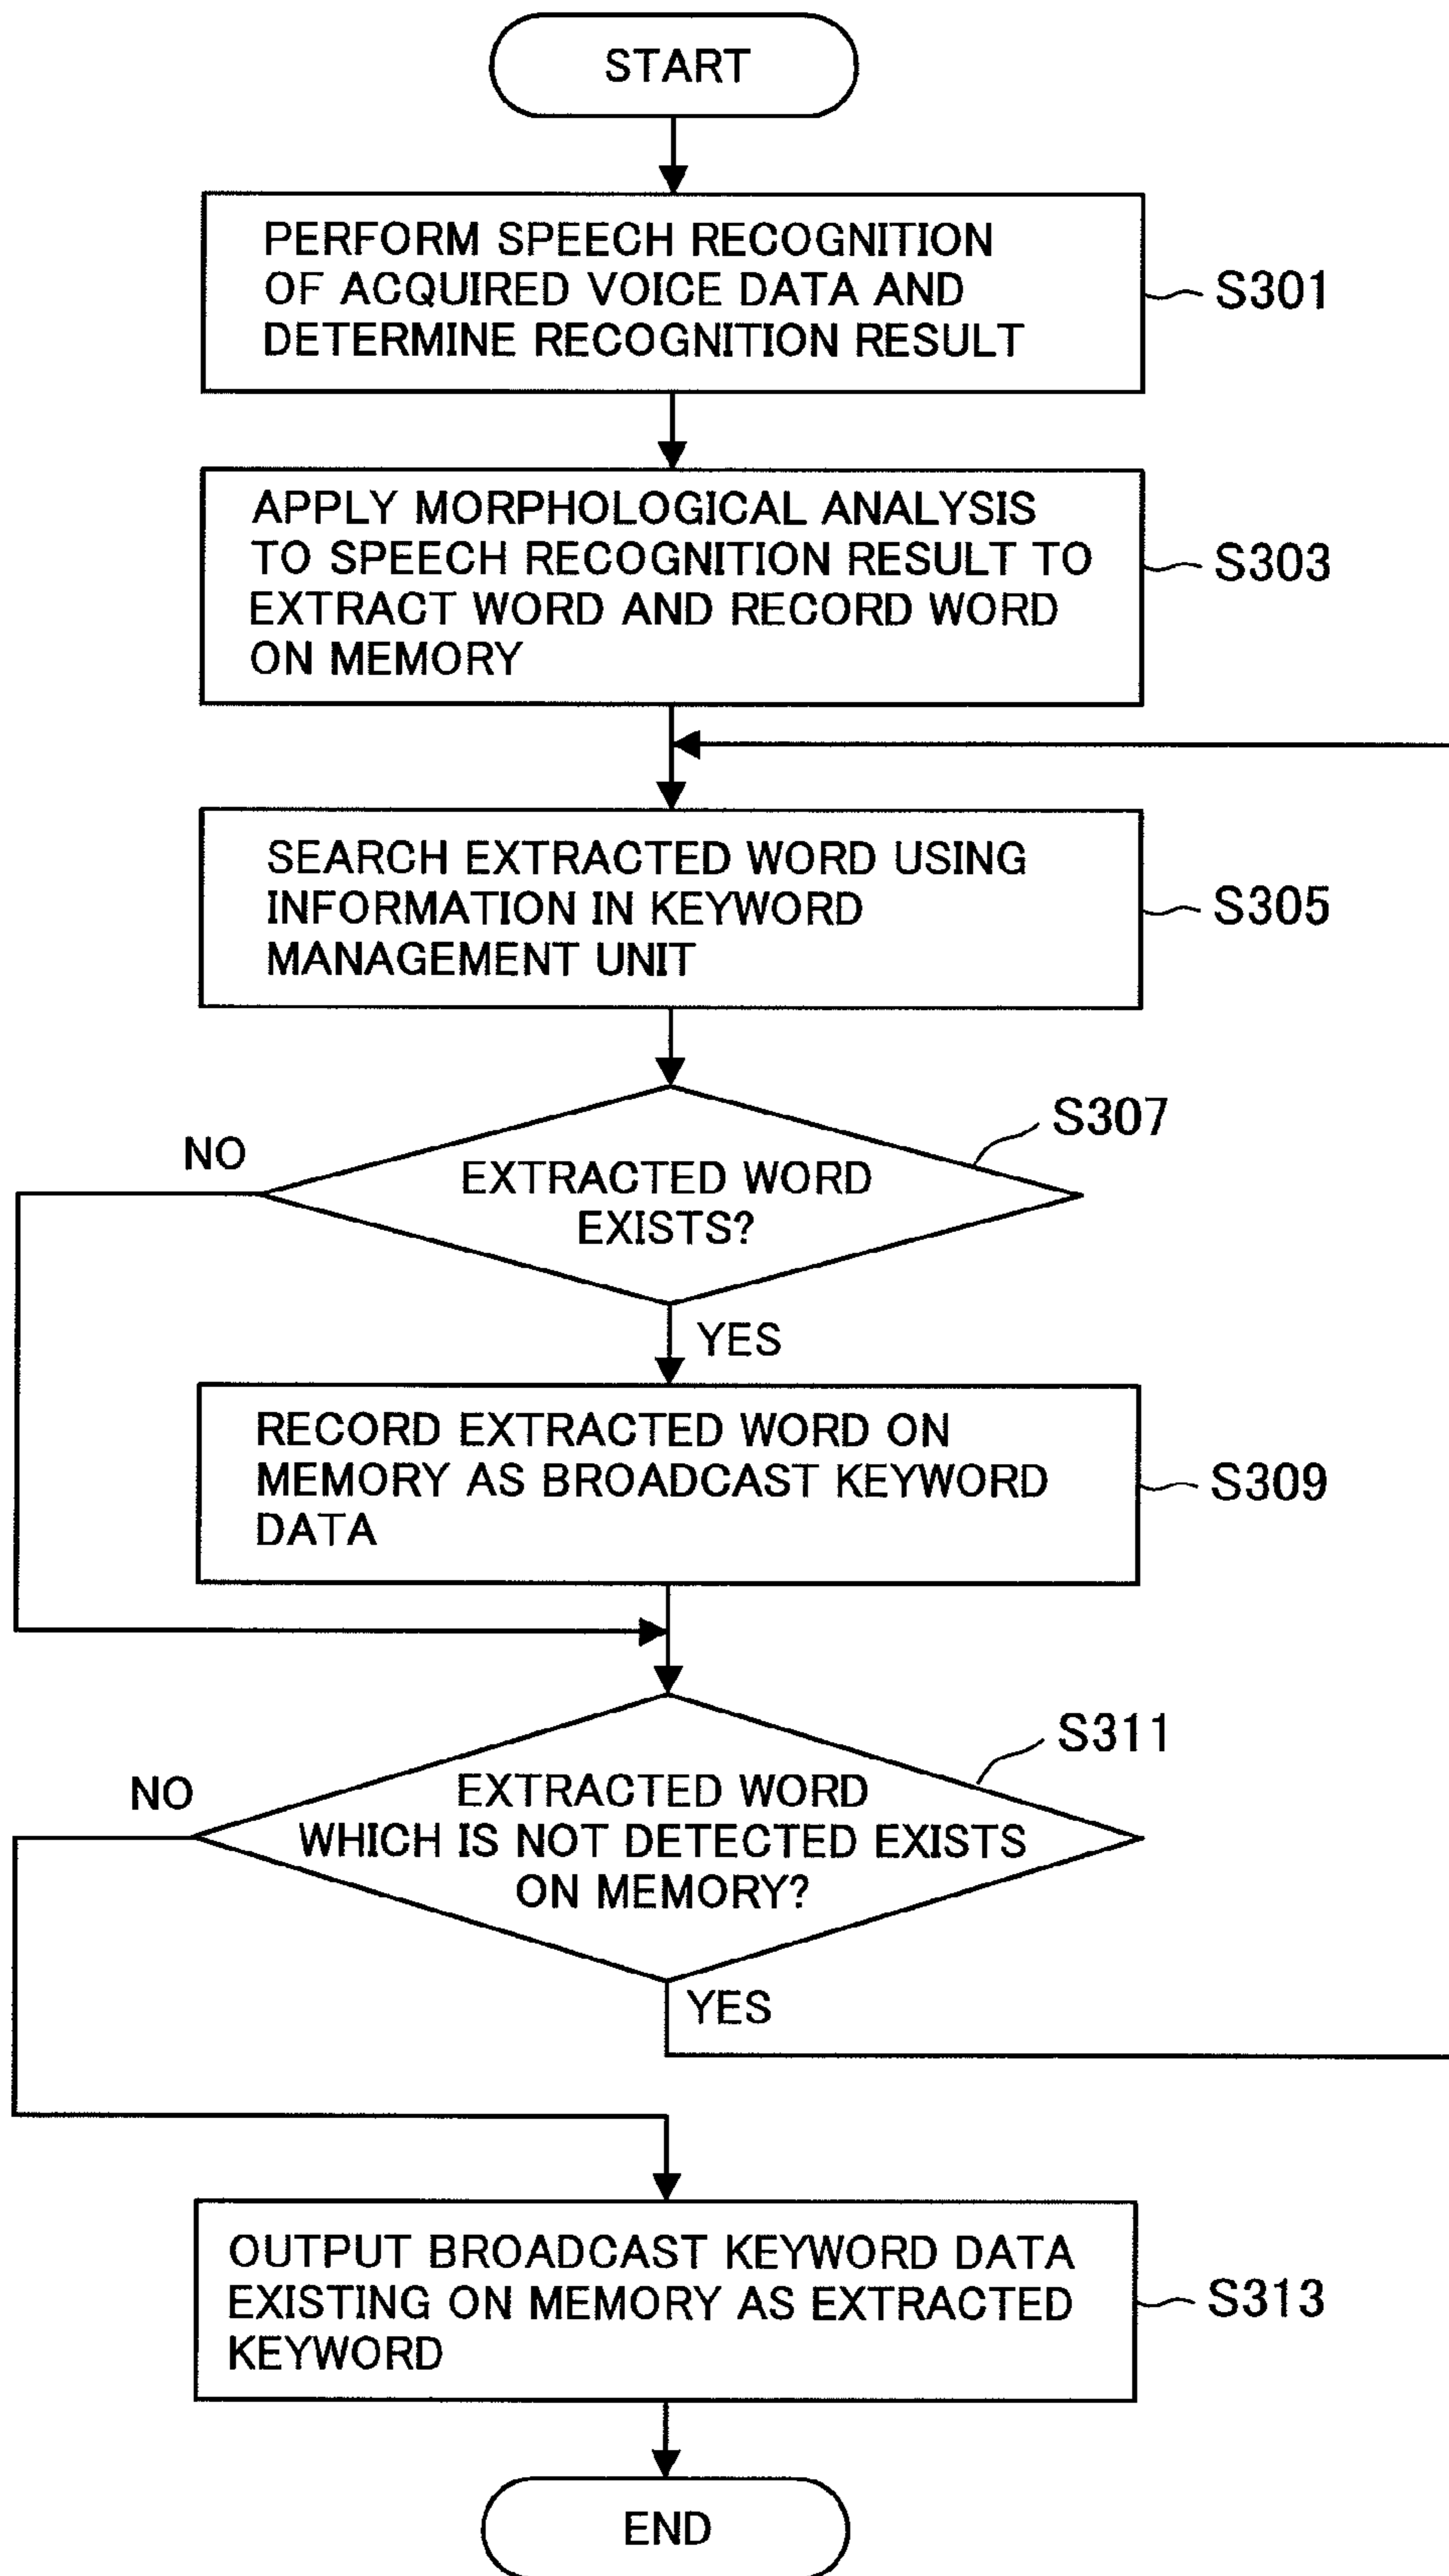 START
PERFORM SPEECH RECOGNITION
OF ACQUIRED VOICE DATA AND
DETERMINE RECOGNITION RESULT
S301
APPLY MORPHOLOGICAL ANALYSIS
TO SPEECH RECOGNITION RESULT TO
EXTRACT WORD AND RECORD WORD
ON MEMORY
S303
SEARCH EXTRACTED WORD USING
INFORMATION IN KEYWORD
MANAGEMENT UNIT
S305
S307
NO
EXTRACTED WORD
EXISTS?
YES
RECORD EXTRACTED WORD ON
MEMORY AS BROADCAST KEYWORD
DATA
S309
S311
NO
EXTRACTED WORD
WHICH IS NOT DETECTED EXISTS
ON MEMORY?
YES
OUTPUT BROADCAST KEYWORD DATA
EXISTING ON MEMORY AS EXTRACTED
KEYWORD
S313
END